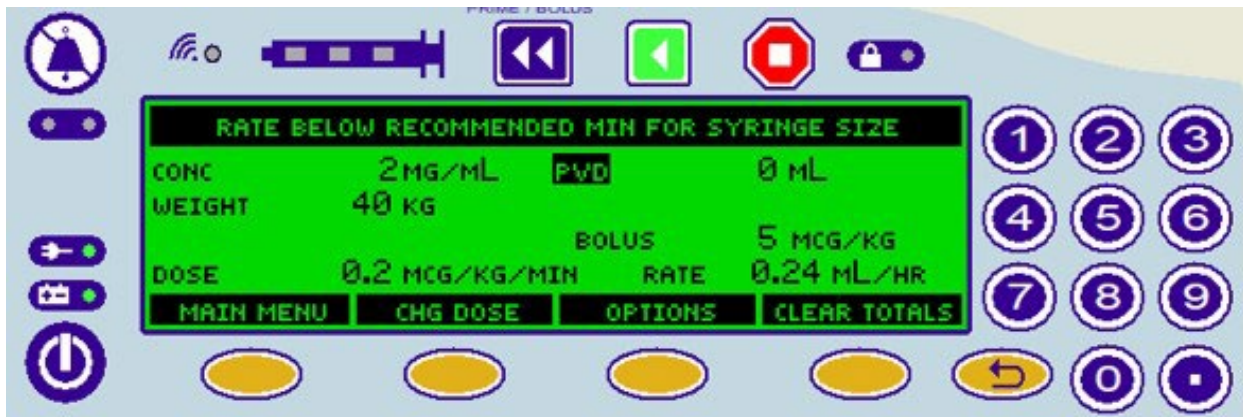 PRIME / BOLUS
RATE BELOW RECOMMENDED MIN FOR SYRINGE SIZE
CONC 2 MG/ML PVD 0 ML
WEIGHT 40 KG
BOLUS 5 MCG/KG
DOSE 0.2 MCG/KG/MIN RATE 0.24 ML/HR
MAIN MENU CHG DOSE OPTIONS CLEAR TOTALS
1 2 3
4 5 6
7 8 9
0 .